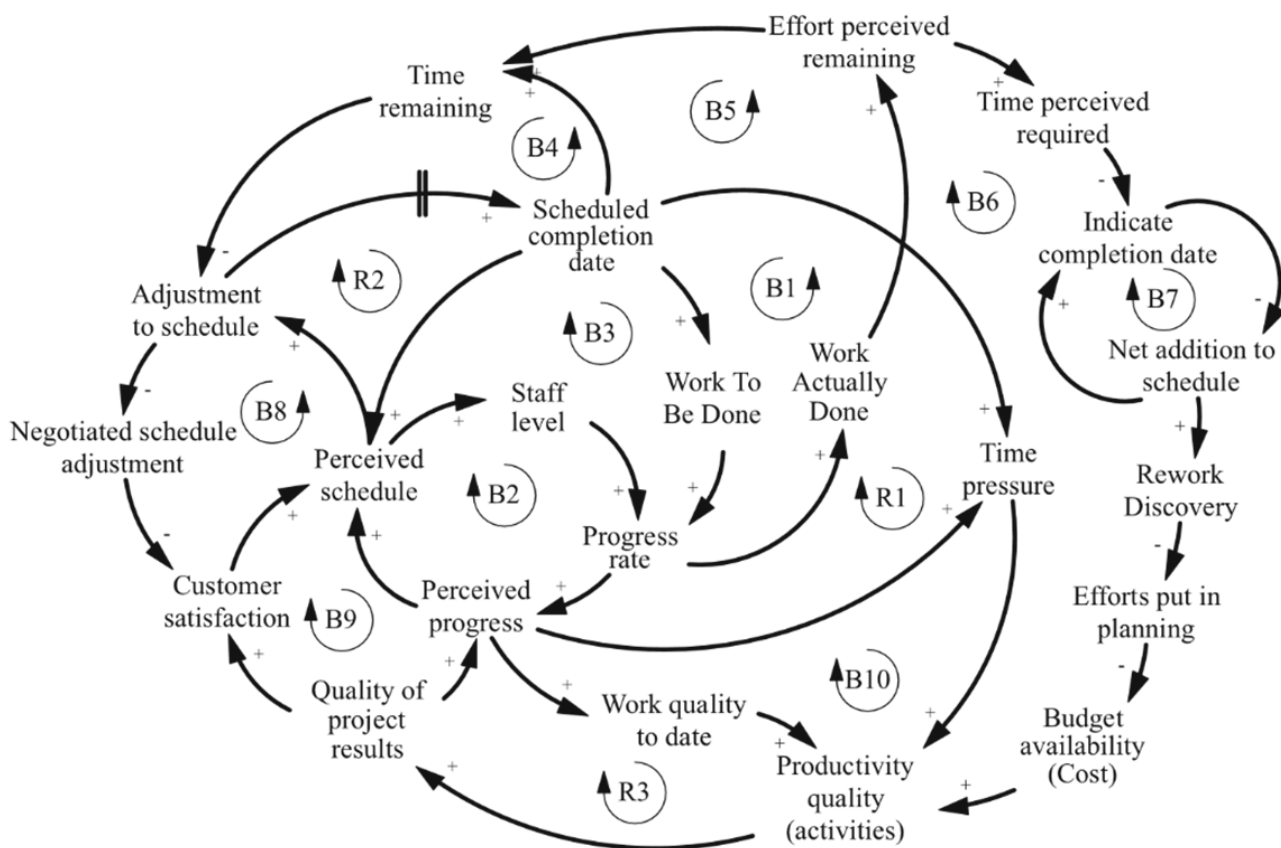 Effort perceived
remaining
Time
remaining
Time perceived
required
B5
B4
B6
Scheduled
completion
date
Indicate
completion date
R2
B1
B7
Adjustment
to schedule
B3
Net addition to
schedule
Work
Actually
Done
Work To
Be Done
Staff
level
B8
Negotiated schedule
adjustment
Perceived
schedule
Time
pressure
B2
R1
Rework
Discovery
Progress
rate
Customer
satisfaction
Perceived
progress
B9
Efforts put in
planning
B10
Quality of
project
results
Work quality
to date
Budget
availability
(Cost)
Productivity
quality
(activities)
R3
+
+
+
+
+
-
+
-
+
-
+
+
+
-
+
+
+
+
+
+
+
+
-
+
+
-
+
+
+
+
-
+
+
+
+